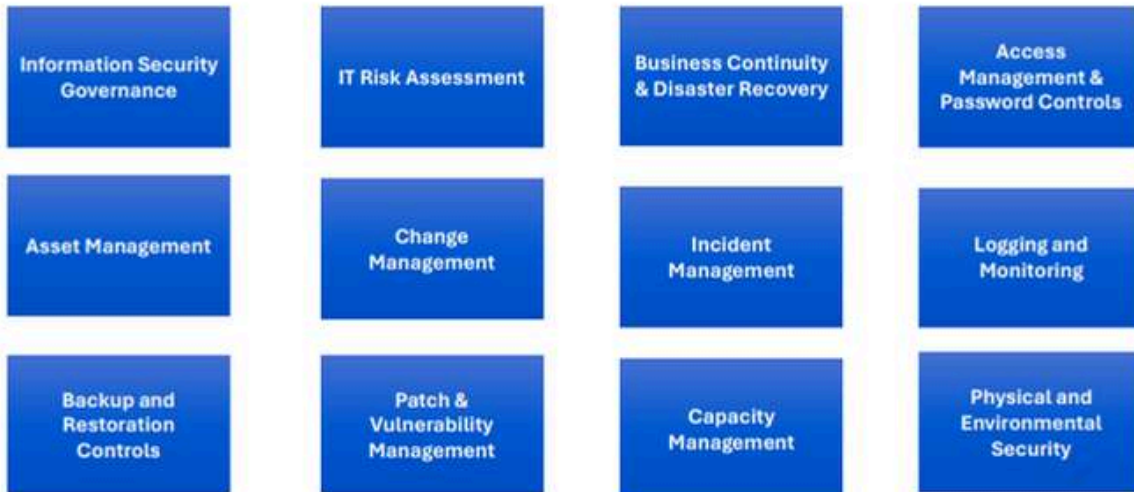 Information Security
Governance
IT Risk Assessment
Business Continuity
& Disaster Recovery
Access
Management &
Password Controls
Asset Management
Change
Management
Incident
Management
Logging and
Monitoring
Backup and
Restoration
Controls
Patch &
Vulnerability
Management
Capacity
Management
Physical and
Environmental
Security